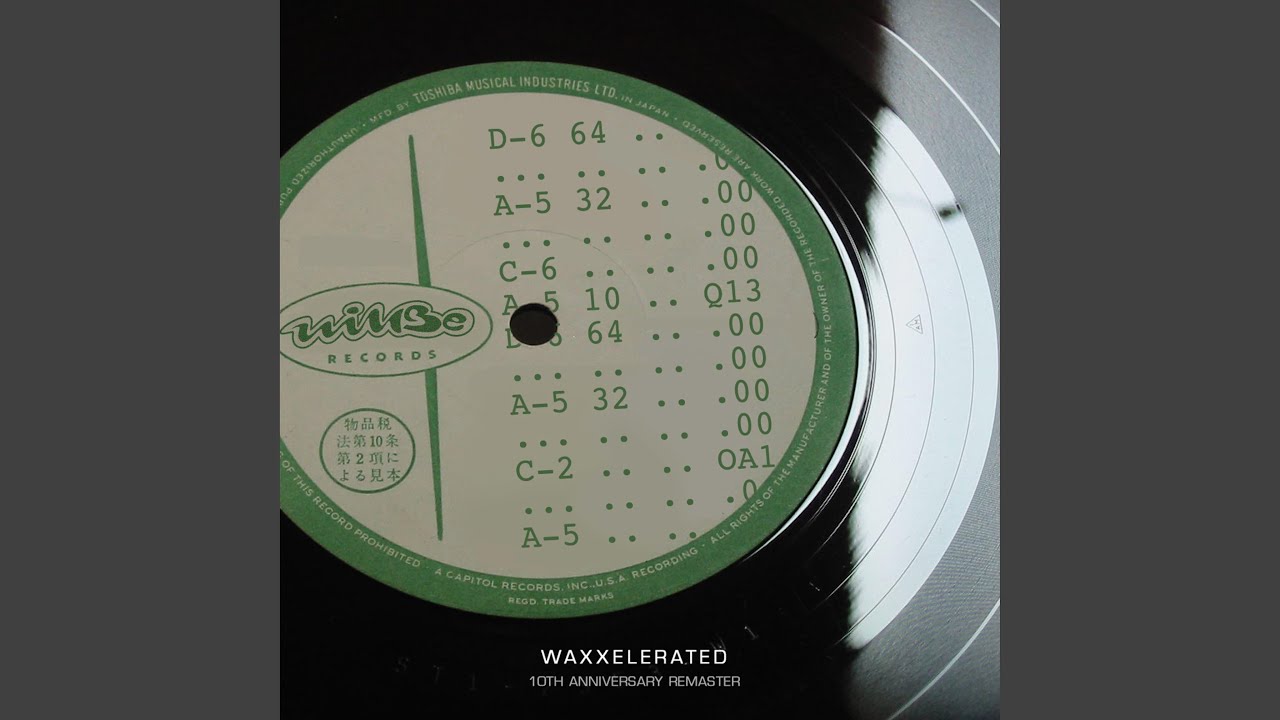 MFD. BY TOSHIBA MUSICAL INDUSTRIES LTD. IN JAPAN •
UNAUTHORIZED
ALL RIGHTS OF THE MANUFACTURER AND OF THE OWNER OF THE RECORDED WORK ARE RESERVED
D-6 64 ..
... .. .. .0
A-5 32 .. .00
... .. .. .00
C-6 .. .. .00
A-5 10 .. Q13
D-6 64 .. .00
... .. .. .00
A-5 32 .. .00
... .. .. .00
C-2 .. .. OA1
... .. .. .0
A-5 .. ..
willBe
RECORDS
物品税
法第10条
第2項に
よる見本
OF THIS RECORD PROHIBITED
A CAPITOL RECORDS, INC., U.S.A. RECORDING •
REGD. TRADE MARKS
WAXXELERATED
10TH ANNIVERSARY REMASTER